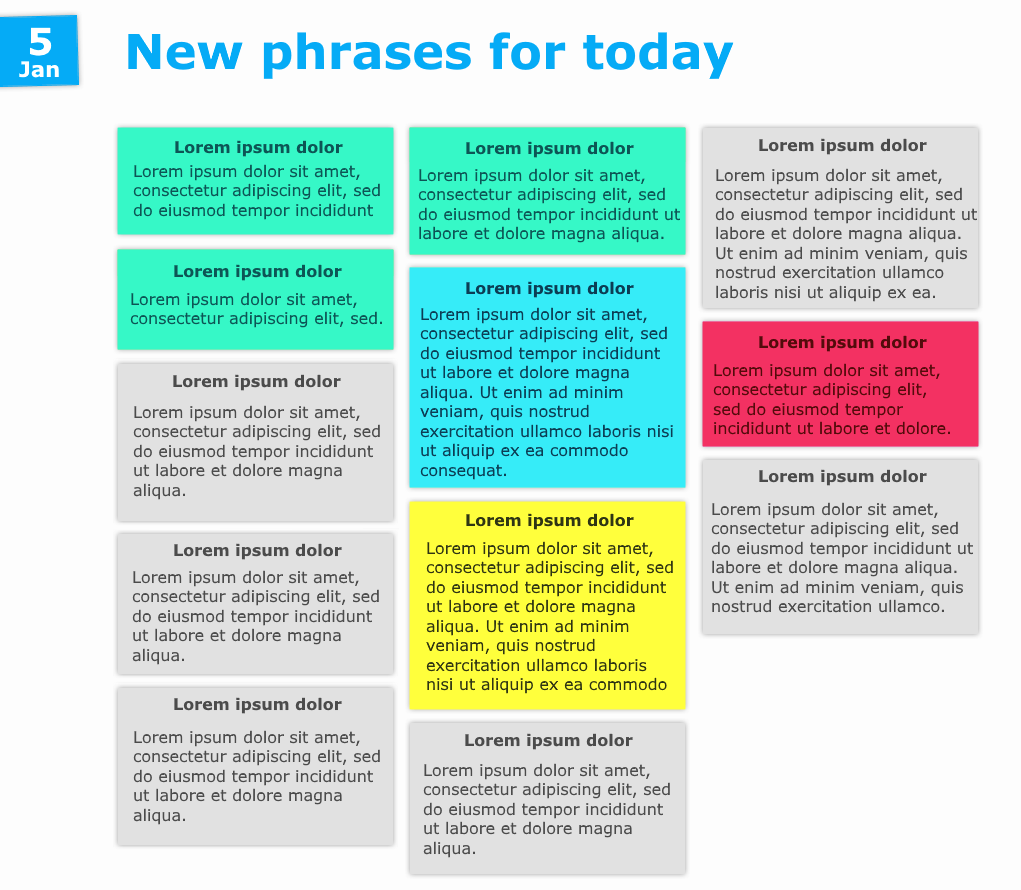 5
Jan
New phrases for today
Lorem ipsum dolor
Lorem ipsum dolor sit amet,
consectetur adipiscing elit, sed
do eiusmod tempor incididunt
Lorem ipsum dolor
Lorem ipsum dolor sit amet,
consectetur adipiscing elit, sed.
Lorem ipsum dolor
Lorem ipsum dolor sit amet,
consectetur adipiscing elit, sed
do eiusmod tempor incididunt
ut labore et dolore magna
aliqua.
Lorem ipsum dolor
Lorem ipsum dolor sit amet,
consectetur adipiscing elit, sed
do eiusmod tempor incididunt
ut labore et dolore magna
aliqua.
Lorem ipsum dolor
Lorem ipsum dolor sit amet,
consectetur adipiscing elit, sed
do eiusmod tempor incididunt
ut labore et dolore magna
aliqua.
Lorem ipsum dolor
Lorem ipsum dolor sit amet,
consectetur adipiscing elit, sed
do eiusmod tempor incididunt ut
labore et dolore magna aliqua.
Lorem ipsum dolor
Lorem ipsum dolor sit amet,
consectetur adipiscing elit, sed
do eiusmod tempor incididunt
ut labore et dolore magna
aliqua. Ut enim ad minim
veniam, quis nostrud
exercitation ullamco laboris nisi
ut aliquip ex ea commodo
consequat.
Lorem ipsum dolor
Lorem ipsum dolor sit amet,
consectetur adipiscing elit, sed
do eiusmod tempor incididunt
ut labore et dolore magna
aliqua. Ut enim ad minim
veniam, quis nostrud
exercitation ullamco laboris
nisi ut aliquip ex ea commodo
Lorem ipsum dolor
Lorem ipsum dolor sit amet,
consectetur adipiscing elit, sed
do eiusmod tempor incididunt
ut labore et dolore magna
aliqua.
Lorem ipsum dolor
Lorem ipsum dolor sit amet,
consectetur adipiscing elit, sed
do eiusmod tempor incididunt ut
labore et dolore magna aliqua.
Ut enim ad minim veniam, quis
nostrud exercitation ullamco
laboris nisi ut aliquip ex ea.
Lorem ipsum dolor
Lorem ipsum dolor sit amet,
consectetur adipiscing elit,
sed do eiusmod tempor
incididunt ut labore et dolore.
Lorem ipsum dolor
Lorem ipsum dolor sit amet,
consectetur adipiscing elit, sed
do eiusmod tempor incididunt ut
labore et dolore magna aliqua.
Ut enim ad minim veniam, quis
nostrud exercitation ullamco.